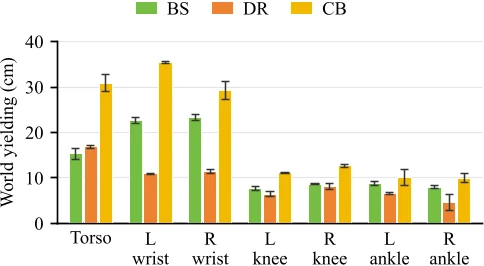 BS DR CB
World yielding (cm)
40
30
20
10
0
Torso
L wrist
R wrist
L knee
R knee
L ankle
R ankle